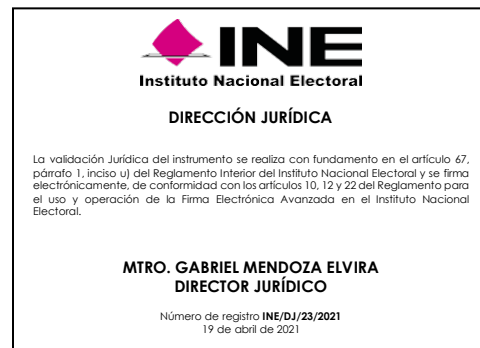 INE
Instituto Nacional Electoral
DIRECCIÓN JURÍDICA
La validación Jurídica del instrumento se realiza con fundamento en el artículo 67,
párrafo 1, inciso u) del Reglamento Interior del Instituto Nacional Electoral y se firma
electrónicamente, de conformidad con los artículos 10, 12 y 22 del Reglamento para
el uso y operación de la Firma Electrónica Avanzada en el Instituto Nacional
Electoral.
MTRO. GABRIEL MENDOZA ELVIRA
DIRECTOR JURÍDICO
Número de registro INE/DJ/23/2021
19 de abril de 2021